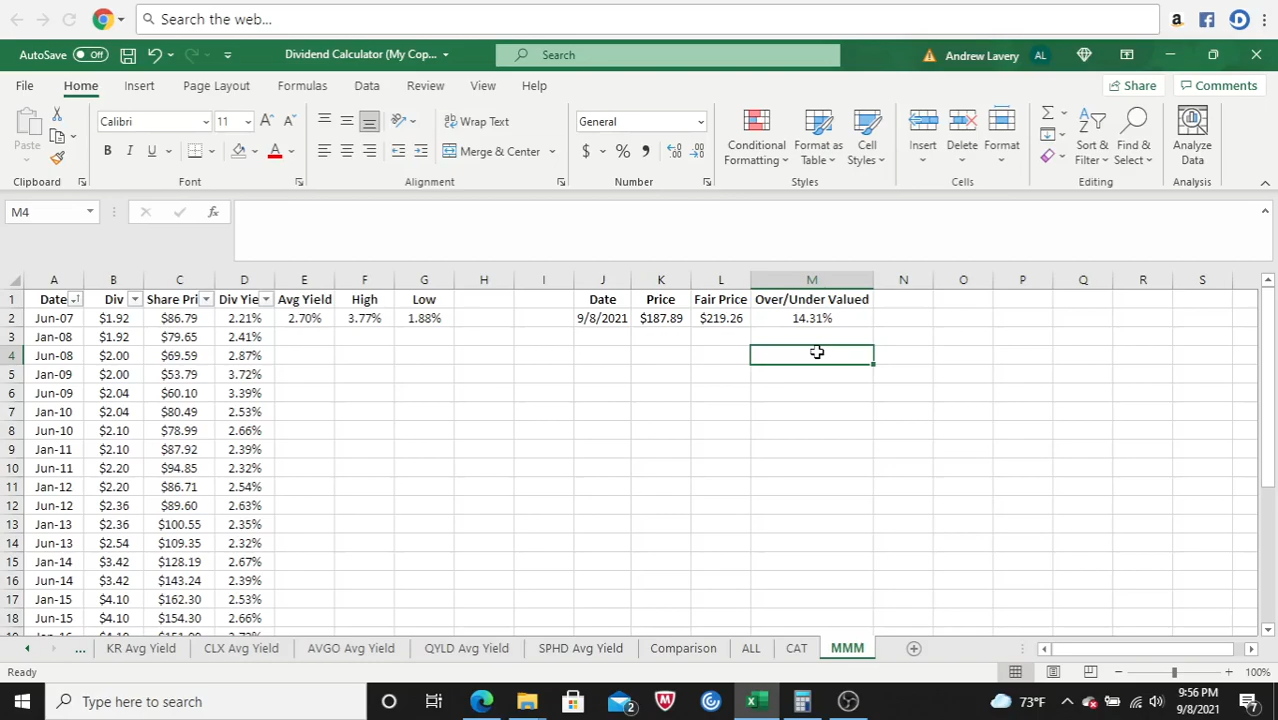 Search the web...
AutoSave Off Dividend Calculator (My Cop... Search Andrew Lavery AL
File Home Insert Page Layout Formulas Data Review View Help Share Comments
Paste Calibri 11 Wrap Text General Conditional Formatting Format as Table Cell Styles Insert Delete Format Sort & Filter Find & Select Analyze Data
B I U A Merge & Center $ % ,
Clipboard Font Alignment Number Styles Cells Editing Analysis
M4 fx
A B C D E F G H I J K L M N O P Q R S
1 Date Div Share Pri Div Yie Avg Yield High Low Date Price Fair Price Over/Under Valued
2 Jun-07 $1.92 $86.79 2.21% 2.70% 3.77% 1.88% 9/8/2021 $187.89 $219.26 14.31%
3 Jan-08 $1.92 $79.65 2.41%
4 Jun-08 $2.00 $69.59 2.87%
5 Jan-09 $2.00 $53.79 3.72%
6 Jun-09 $2.04 $60.10 3.39%
7 Jan-10 $2.04 $80.49 2.53%
8 Jun-10 $2.10 $78.99 2.66%
9 Jan-11 $2.10 $87.92 2.39%
10 Jun-11 $2.20 $94.85 2.32%
11 Jan-12 $2.20 $86.71 2.54%
12 Jun-12 $2.36 $89.60 2.63%
13 Jan-13 $2.36 $100.55 2.35%
14 Jun-13 $2.54 $109.35 2.32%
15 Jan-14 $3.42 $128.19 2.67%
16 Jun-14 $3.42 $143.24 2.39%
17 Jan-15 $4.10 $162.30 2.53%
18 Jun-15 $4.10 $154.30 2.66%
... KR Avg Yield CLX Avg Yield AVGO Avg Yield QYLD Avg Yield SPHD Avg Yield Comparison ALL CAT MMM
Ready 100%
Type here to search 2 73°F 9:56 PM
9/8/2021 7